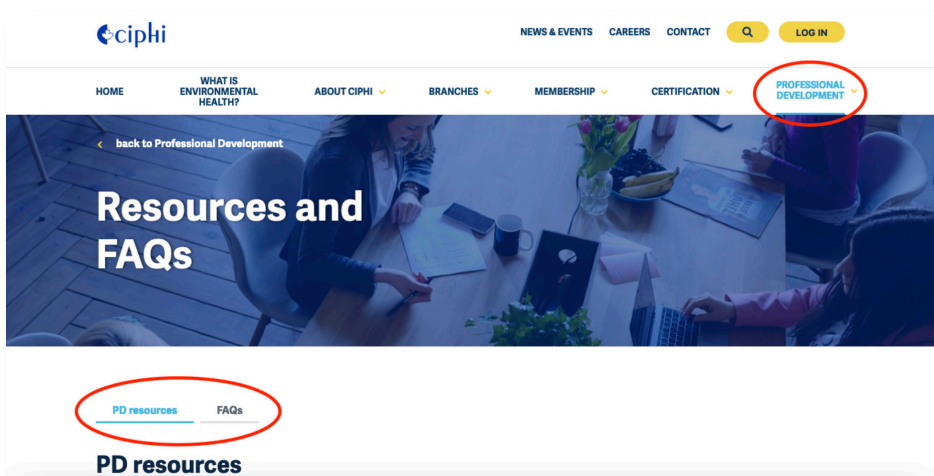 ciphi
NEWS & EVENTS CAREERS CONTACT LOG IN
HOME
WHAT IS
ENVIRONMENTAL
HEALTH?
ABOUT CIPHI
BRANCHES
MEMBERSHIP
CERTIFICATION
PROFESSIONAL
DEVELOPMENT
back to Professional Development
Resources and
FAQs
PD resources FAQs
PD resources